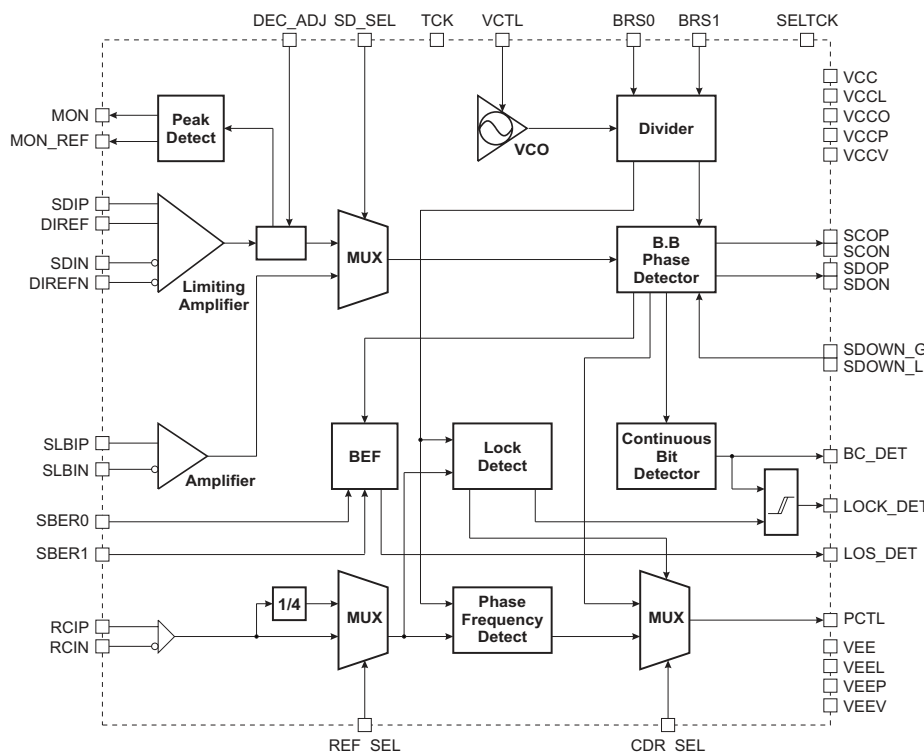 DEC_ADJ SD_SEL TCK VCTL BRS0 BRS1 SELTCK
VCC
VCCL
VCCO
VCCP
VCCV
MON
MON_REF
Peak
Detect
VCO
Divider
SDIP
DIREF
SDIN
DIREFN
Limiting
Amplifier
MUX
B.B
Phase
Detector
SCOP
SCON
SDOP
SDON
SDOWN_G
SDOWN_L
SLBIP
SLBIN
Amplifier
BEF
Lock
Detect
Continuous
Bit
Detector
BC_DET
LOCK_DET
SBER0
SBER1
LOS_DET
RCIP
RCIN
1/4
MUX
Phase
Frequency
Detect
MUX
PCTL
VEE
VEEL
VEEP
VEEV
REF_SEL CDR_SEL